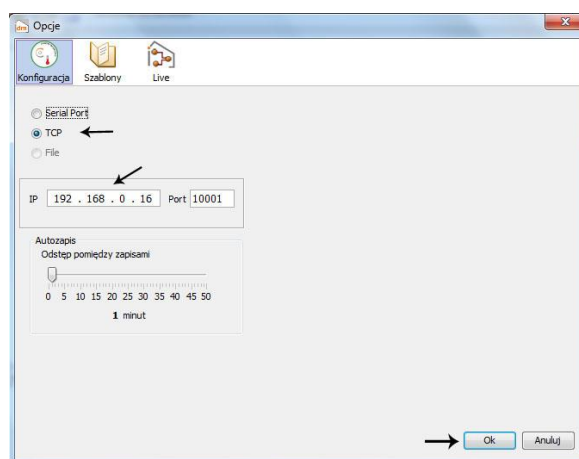 drm Opcje
Konfiguracja Szablony Live
Serial Port
TCP
File
IP 192 . 168 . 0 . 16 Port 10001
Autozapis
Odstęp pomiędzy zapisami
0 5 10 15 20 25 30 35 40 45 50
1 minut
Ok Anuluj